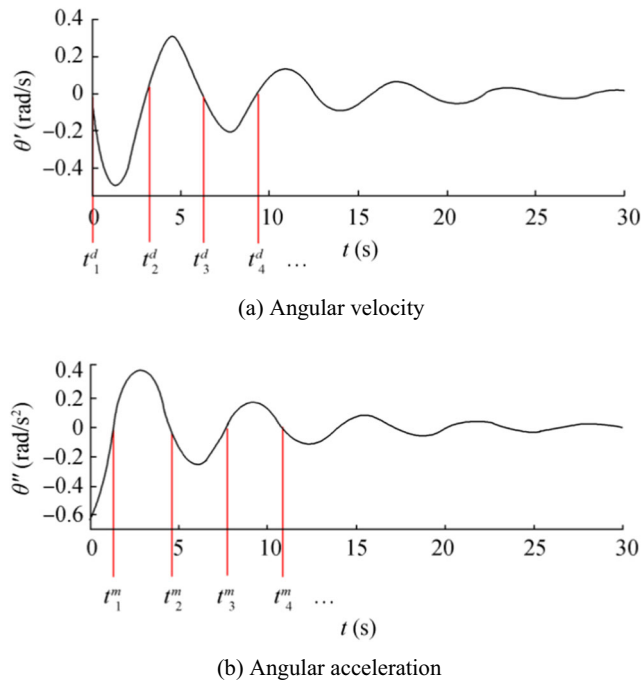 0.4
0.2
0
−0.2
−0.4
θ′ (rad/s)
0 5 10 15 20 25 30
t (s)
t₁ᵈ t₂ᵈ t₃ᵈ t₄ᵈ …
(a) Angular velocity
0.4
0.2
0
−0.2
−0.4
−0.6
θ″ (rad/s²)
0 5 10 15 20 25 30
t₁ᵐ t₂ᵐ t₃ᵐ t₄ᵐ …
t (s)
(b) Angular acceleration